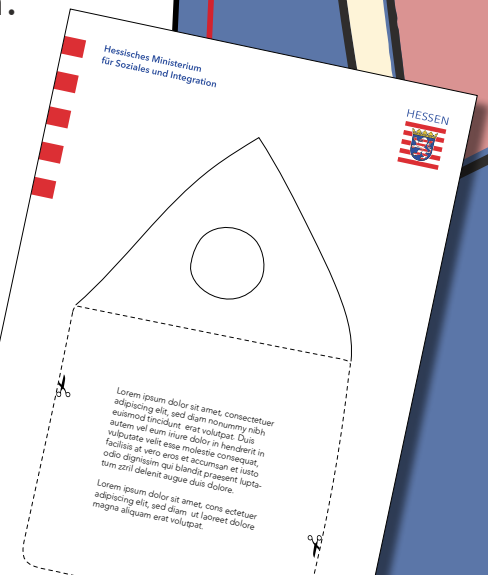 Hessisches Ministerium
für Soziales und Integration
HESSEN
Lorem ipsum dolor sit amet, consectetuer
adipiscing elit, sed diam nonummy nibh
euismod tincidunt erat volutpat. Duis
autem vel eum iriure dolor in hendrerit in
vulputate velit esse molestie consequat,
facilisis at vero eros et accumsan et iusto
odio dignissim qui blandit praesent lupta-
tum zzril delenit augue duis dolore.
Lorem ipsum dolor sit amet, cons ectetuer
adipiscing elit, sed diam ut laoreet dolore
magna aliquam erat volutpat.